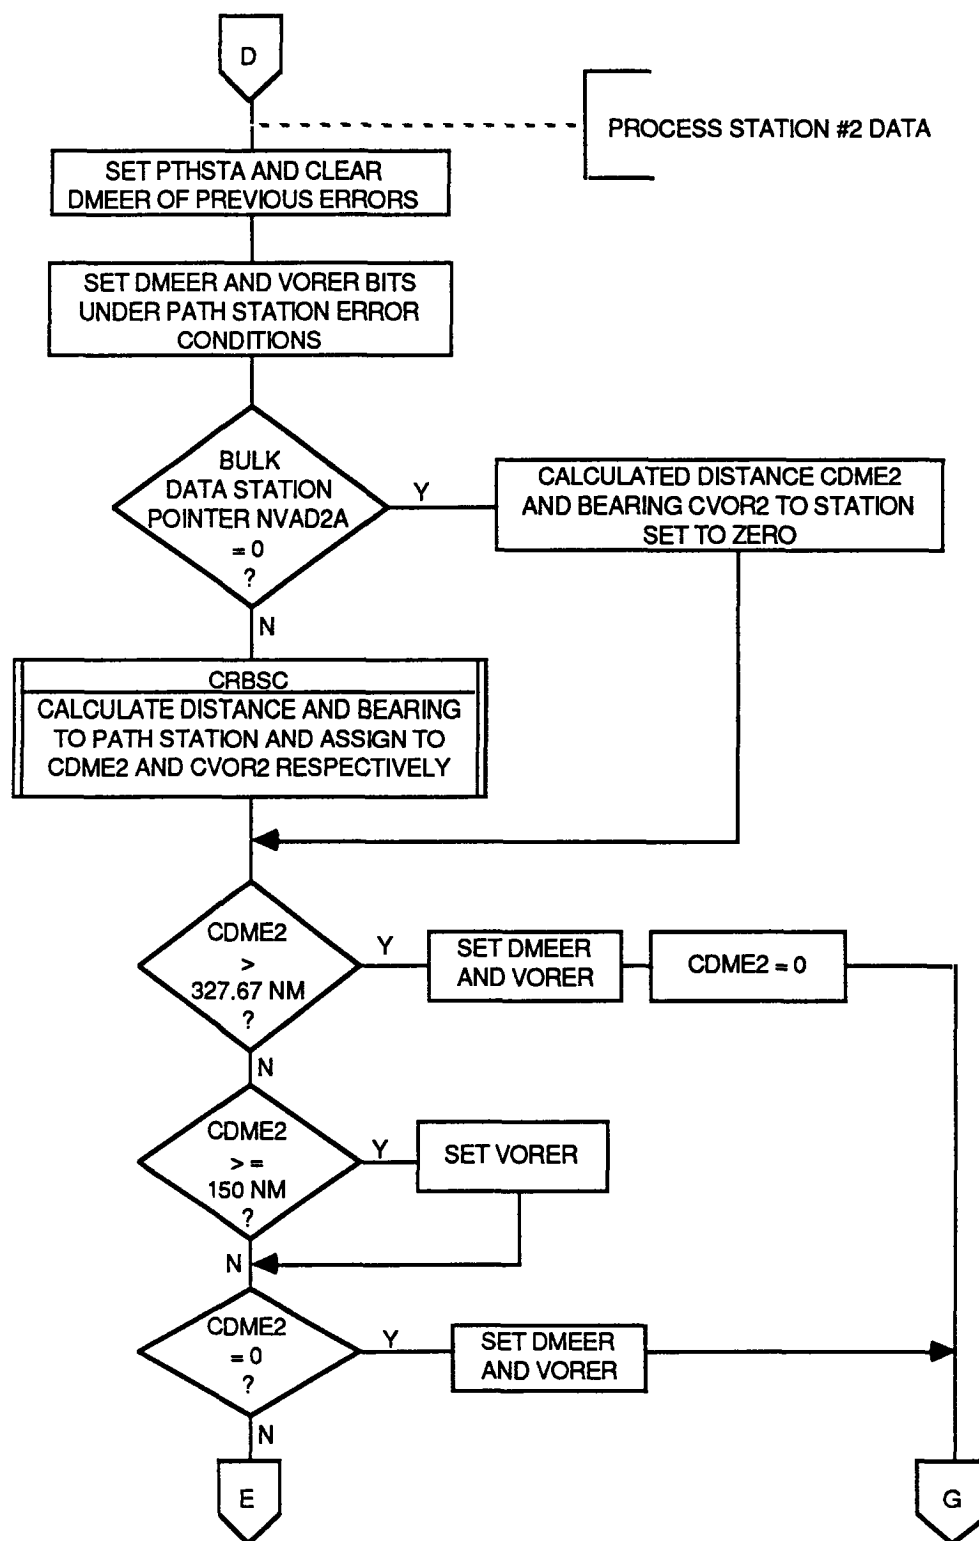 D
PROCESS STATION #2 DATA
SET PTHSTA AND CLEAR
DMEER OF PREVIOUS ERRORS
SET DMEER AND VORER BITS
UNDER PATH STATION ERROR
CONDITIONS
BULK
DATA STATION
POINTER NVAD2A
= 0
?
Y
CALCULATED DISTANCE CDME2
AND BEARING CVOR2 TO STATION
SET TO ZERO
N
CRBSC
CALCULATE DISTANCE AND BEARING
TO PATH STATION AND ASSIGN TO
CDME2 AND CVOR2 RESPECTIVELY
CDME2
>
327.67 NM
?
Y
SET DMEER
AND VORER
CDME2 = 0
N
CDME2
> =
150 NM
?
Y
SET VORER
N
CDME2
= 0
?
Y
SET DMEER
AND VORER
N
E
G